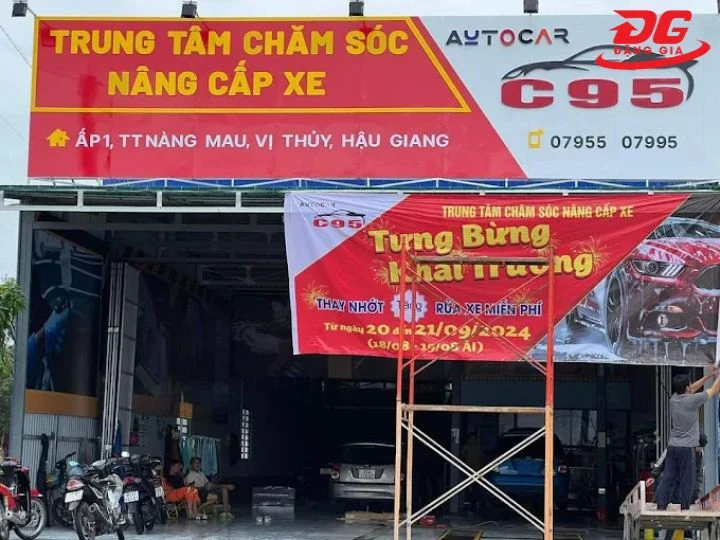 TRUNG TÂM CHĂM SÓC
NÂNG CẤP XE
ẤP1, TT NÀNG MAU, VỊ THỦY, HẬU GIANG
AUTOCAR
C95
07955 07995
ĐG
ĐẶNG GIA
AUTOCAR
C95
TRUNG TÂM CHĂM SÓC NÂNG CẤP XE
Tưng Bừng
Khai Trương
THAY NHỚT TẶNG RỬA XE MIỄN PHÍ
Từ ngày 20 đến 21/09/2024